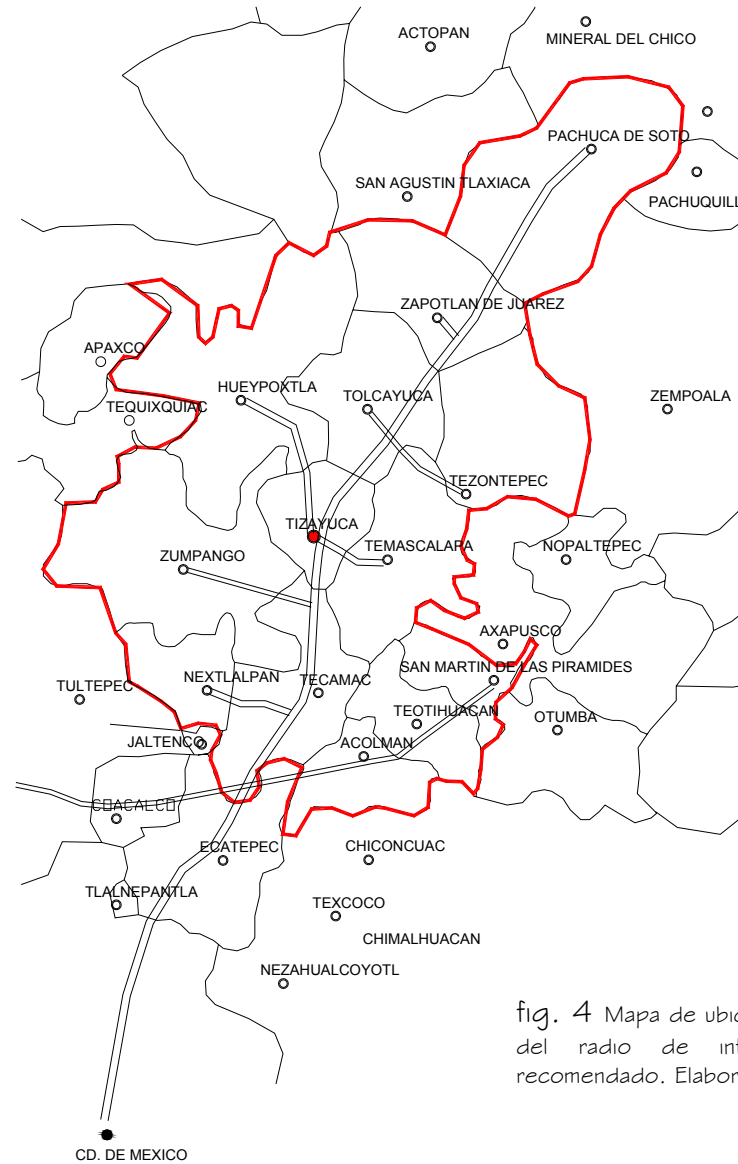 ACTOPAN
MINERAL DEL CHICO
PACHUCA DE SOTO
SAN AGUSTIN TLAXIACA
PACHUQUILL
ZAPOTLAN DE JUAREZ
APAXCO
HUEYPOXTLA
TOLCAYUCA
ZEMPOALA
TEQUIXQUIAC
TEZONTEPEC
TIZAYUCA
ZUMPANGO
TEMASCALAPA
NOPALTEPEC
AXAPUSCO
SAN MARTIN DE LAS PIRAMIDES
NEXTLALPAN
TECAMAC
TULTEPEC
TEOTIHUACAN
OTUMBA
JALTENCO
ACOLMAN
C□ACALC□
ECATEPEC
CHICONCUAC
TLALNEPANTLA
TEXCOCO
CHIMALHUACAN
NEZAHUALCOYOTL
fig. 4 Mapa de ubic
del radio de inf
recomendado. Elabor
CD. DE MEXICO